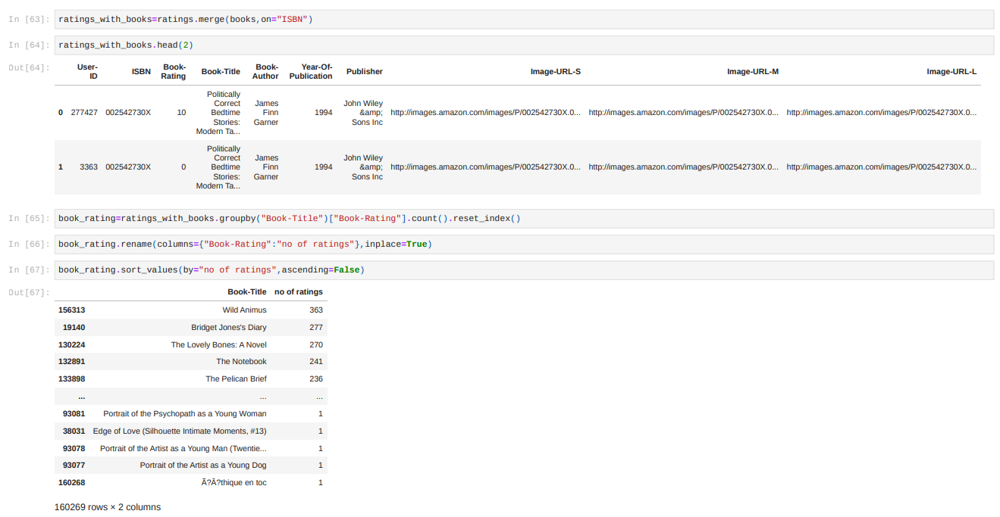 In [63]: ratings_with_books=ratings.merge(books,on="ISBN")
In [64]: ratings_with_books.head(2)
Out[64]:
User-ID ISBN Book-Rating Book-Title Book-Author Year-Of-Publication Publisher Image-URL-S Image-URL-M Image-URL-L
0 277427 002542730X 10 Politically Correct Bedtime Stories: Modern Ta... James Finn Garner 1994 John Wiley &amp; Sons Inc http://images.amazon.com/images/P/002542730X.0... http://images.amazon.com/images/P/002542730X.0... http://images.amazon.com/images/P/002542730X.0...
1 3363 002542730X 0 Politically Correct Bedtime Stories: Modern Ta... James Finn Garner 1994 John Wiley &amp; Sons Inc http://images.amazon.com/images/P/002542730X.0... http://images.amazon.com/images/P/002542730X.0... http://images.amazon.com/images/P/002542730X.0...
In [65]: book_rating=ratings_with_books.groupby("Book-Title")["Book-Rating"].count().reset_index()
In [66]: book_rating.rename(columns={"Book-Rating":"no of ratings"},inplace=True)
In [67]: book_rating.sort_values(by="no of ratings",ascending=False)
Out[67]:
Book-Title no of ratings
156313 Wild Animus 363
19140 Bridget Jones's Diary 277
130224 The Lovely Bones: A Novel 270
132891 The Notebook 241
133898 The Pelican Brief 236
... ... ...
93081 Portrait of the Psychopath as a Young Woman 1
38031 Edge of Love (Silhouette Intimate Moments, #13) 1
93078 Portrait of the Artist as a Young Man (Twentie... 1
93077 Portrait of the Artist as a Young Dog 1
160268 Ã?Â?thique en toc 1
160269 rows × 2 columns